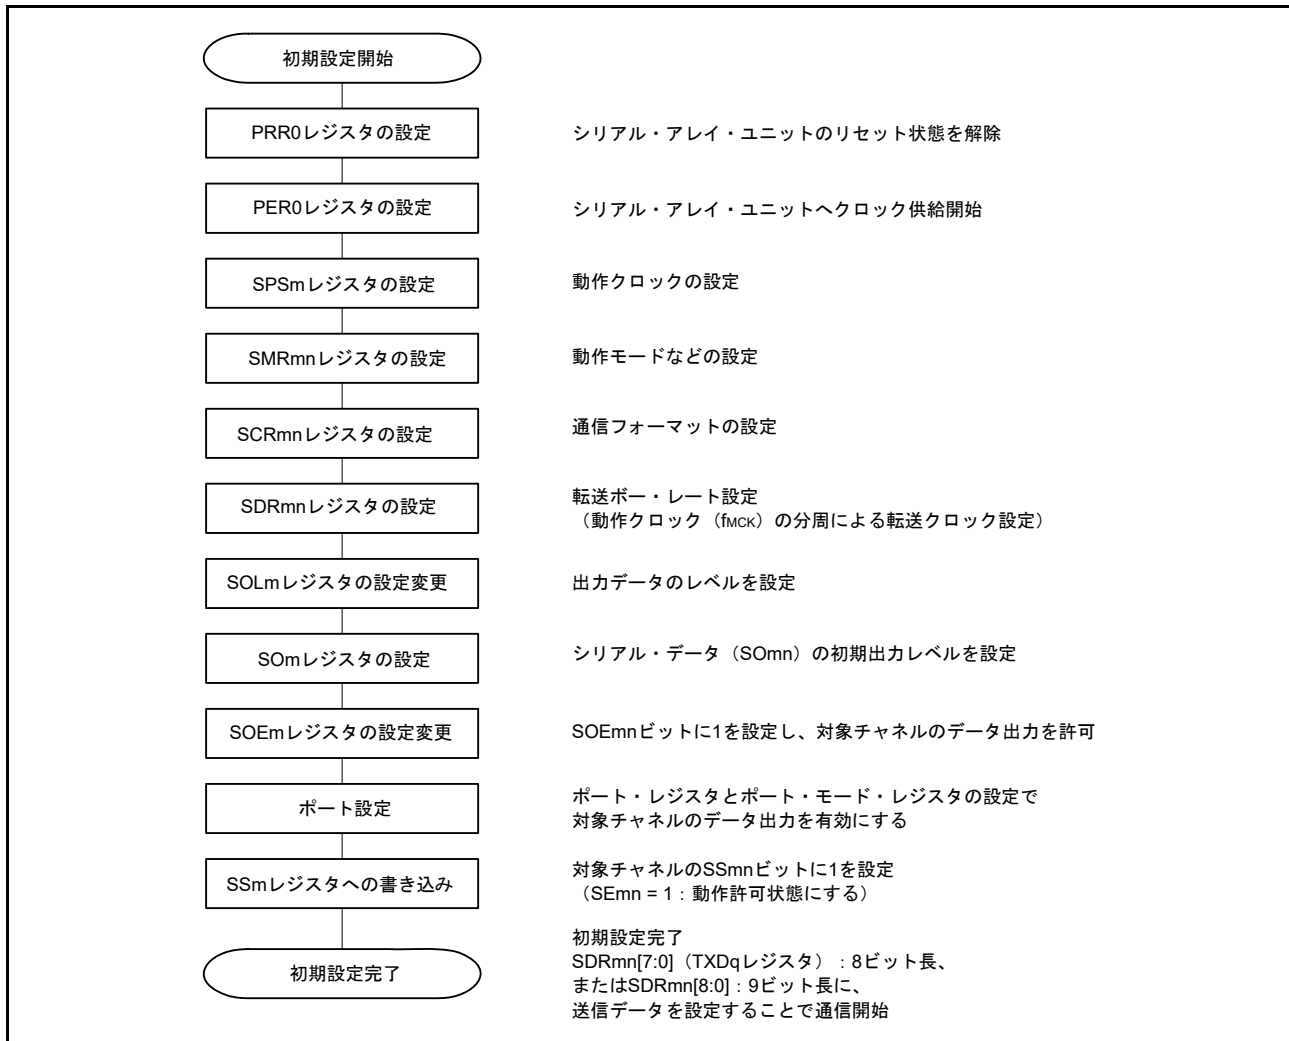 初期設定開始
PRR0レジスタの設定
シリアル・アレイ・ユニットのリセット状態を解除
PER0レジスタの設定
シリアル・アレイ・ユニットへクロック供給開始
SPSmレジスタの設定
動作クロックの設定
SMRmnレジスタの設定
動作モードなどの設定
SCRmnレジスタの設定
通信フォーマットの設定
SDRmnレジスタの設定
転送ボー・レート設定
（動作クロック（fMCK）の分周による転送クロック設定）
SOLmレジスタの設定変更
出力データのレベルを設定
SOmレジスタの設定
シリアル・データ（SOmn）の初期出力レベルを設定
SOEmレジスタの設定変更
SOEmnビットに1を設定し、対象チャネルのデータ出力を許可
ポート設定
ポート・レジスタとポート・モード・レジスタの設定で
対象チャネルのデータ出力を有効にする
SSmレジスタへの書き込み
対象チャネルのSSmnビットに1を設定
（SEmn = 1：動作許可状態にする）
初期設定完了
初期設定完了
SDRmn[7:0]（TXDqレジスタ）：8ビット長、
またはSDRmn[8:0]：9ビット長に、
送信データを設定することで通信開始